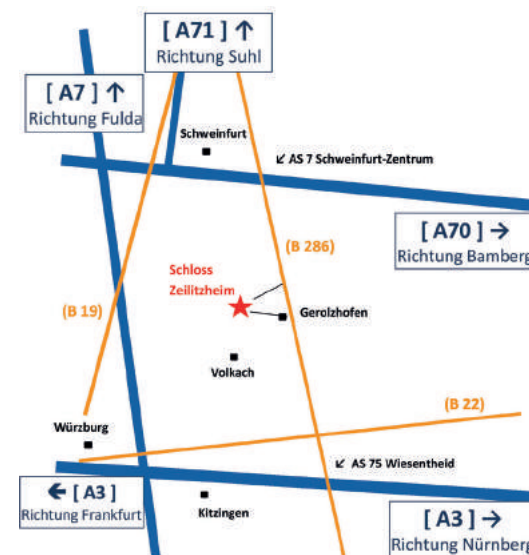 [ A71 ] ↑
Richtung Suhl
[ A7 ] ↑
Richtung Fulda
Schweinfurt
↙ AS 7 Schweinfurt-Zentrum
[ A70 ] →
Richtung Bamberg
(B 286)
Schloss
Zeilitzheim
(B 19)
Gerolzhofen
Volkach
(B 22)
Würzburg
↙ AS 75 Wiesentheid
← [ A3 ]
Richtung Frankfurt
Kitzingen
[ A3 ] →
Richtung Nürnberg